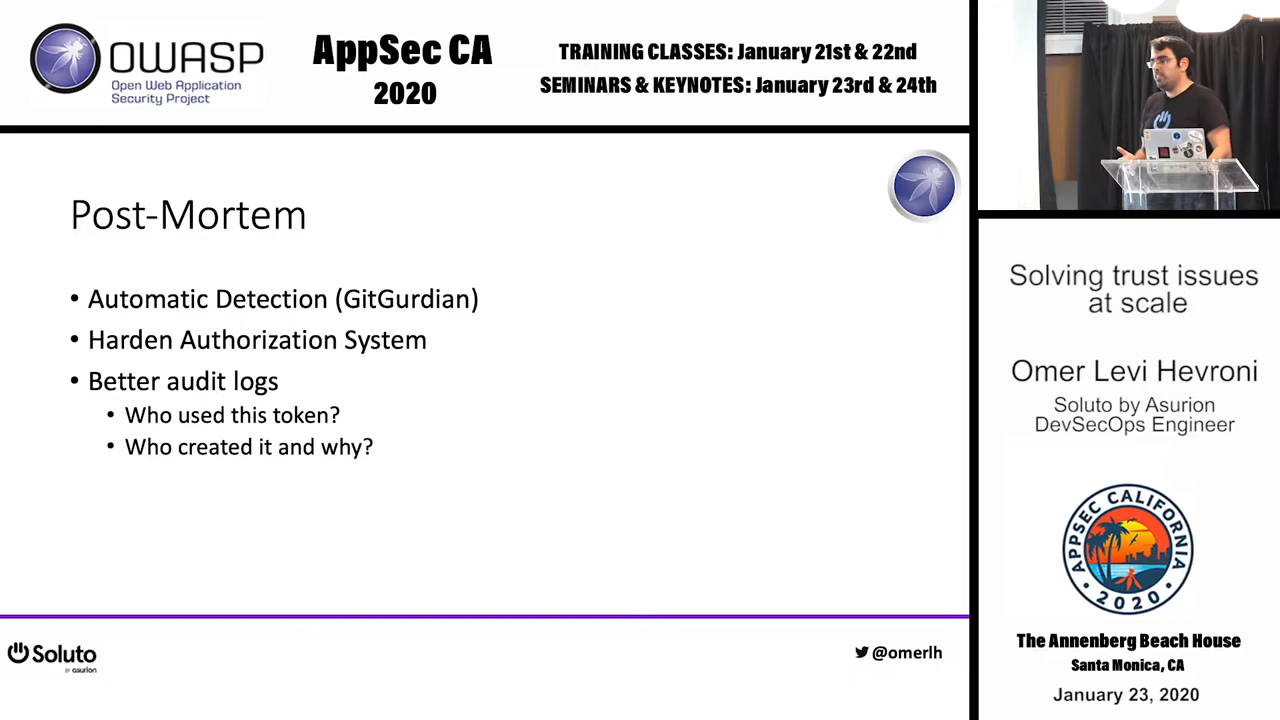 OWASP
Open Web Application
Security Project
AppSec CA
2020
TRAINING CLASSES: January 21st & 22nd
SEMINARS & KEYNOTES: January 23rd & 24th
Post-Mortem
• Automatic Detection (GitGurdian)
• Harden Authorization System
• Better audit logs
• Who used this token?
• Who created it and why?
Soluto
BY asurion
@omerlh
Solving trust issues
at scale
Omer Levi Hevroni
Soluto by Asurion
DevSecOps Engineer
APPSEC CALIFORNIA
• 2020 •
The Annenberg Beach House
Santa Monica, CA
January 23, 2020